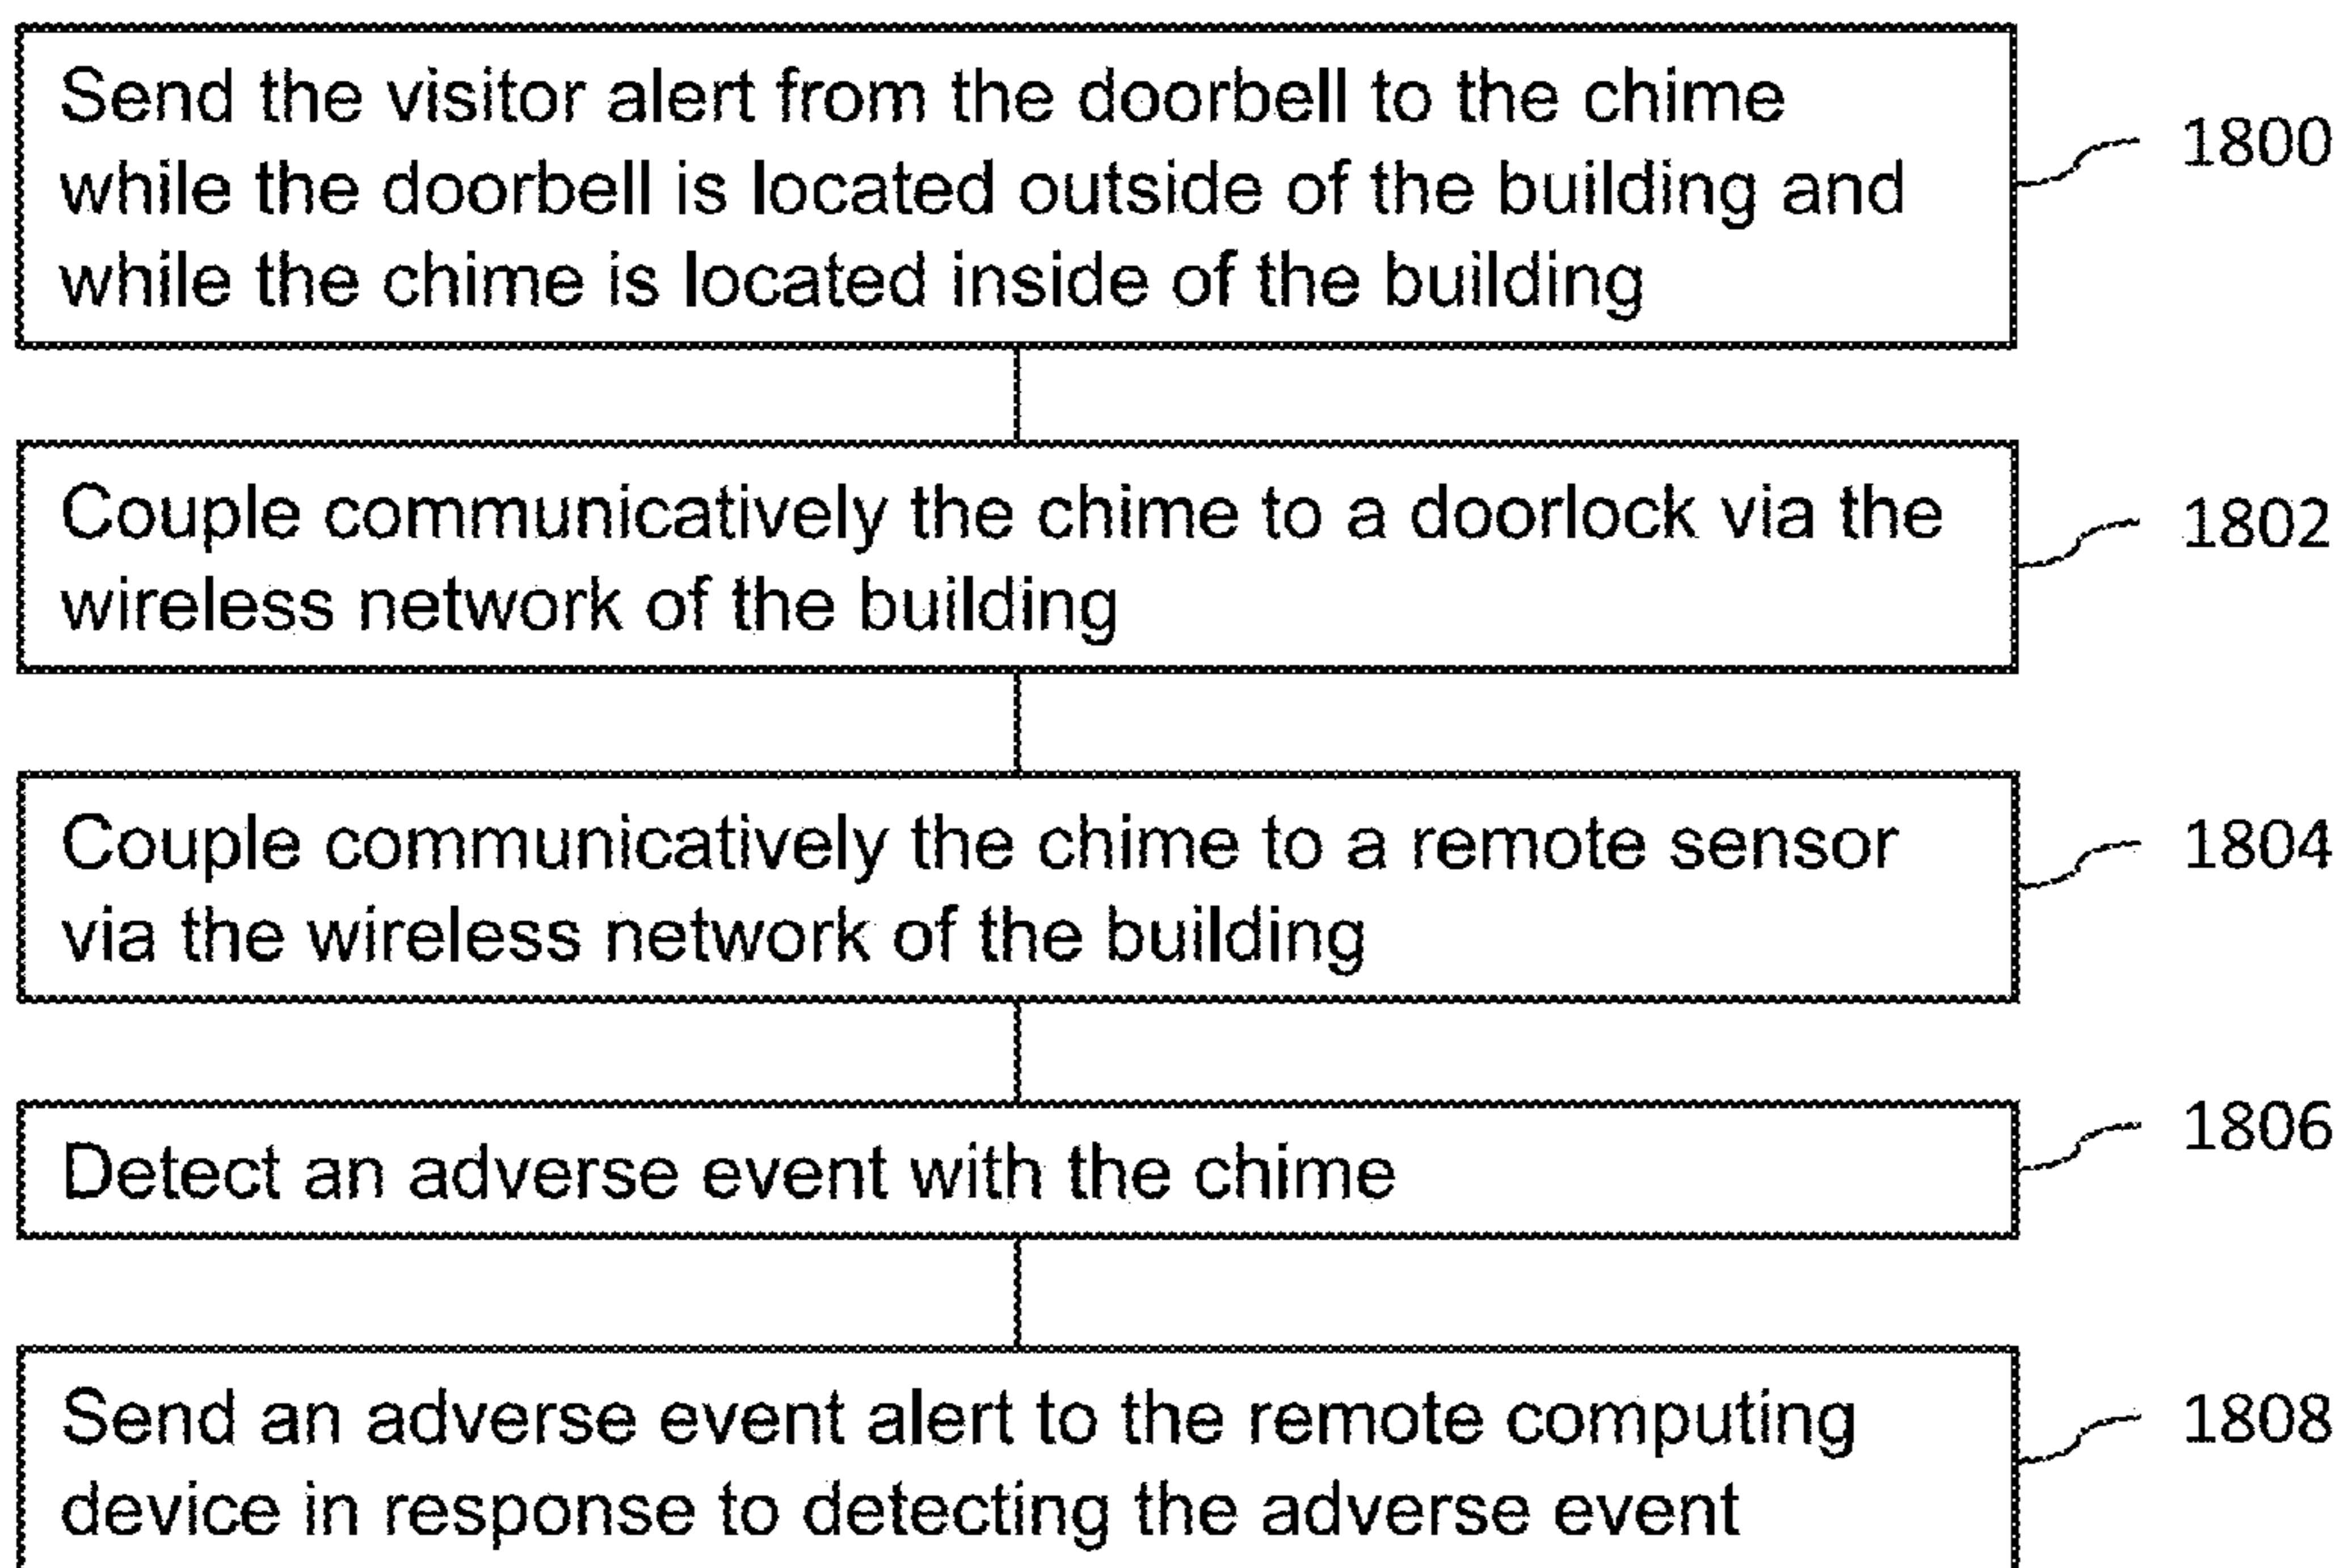 Send the visitor alert from the doorbell to the chime
while the doorbell is located outside of the building and
while the chime is located inside of the building
1800
Couple communicatively the chime to a doorlock via the
wireless network of the building
1802
Couple communicatively the chime to a remote sensor
via the wireless network of the building
1804
Detect an adverse event with the chime
1806
Send an adverse event alert to the remote computing
device in response to detecting the adverse event
1808